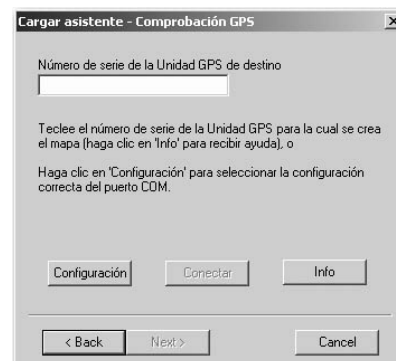 Cargar asistente - Comprobación GPS
Número de serie de la Unidad GPS de destino
Teclee el número de serie de la Unidad GPS para la cual se crea
el mapa (haga clic en 'Info' para recibir ayuda), o
Haga clic en 'Configuración' para seleccionar la configuración
correcta del puerto COM.
Configuración Conectar Info
< Back Next > Cancel